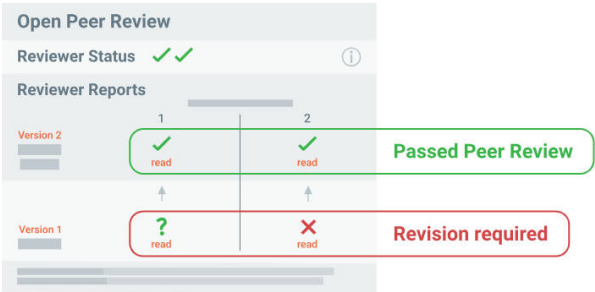 Open Peer Review
Reviewer Status ✓ ✓ ⓘ
Reviewer Reports
1 2
Version 2
✓ ✓
read read
Passed Peer Review
Version 1
? ✗
read read
Revision required